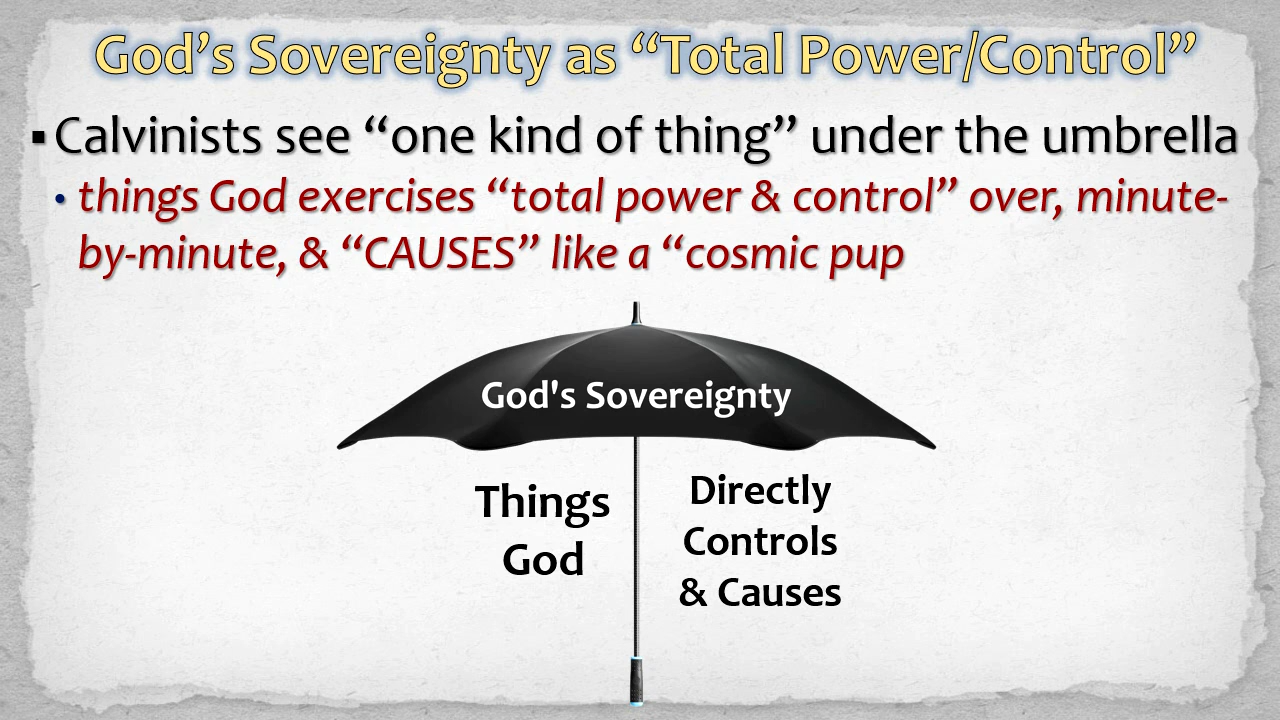 God’s Sovereignty as “Total Power/Control”
▪ Calvinists see “one kind of thing” under the umbrella
• things God exercises “total power & control” over, minute-
by-minute, & “CAUSES” like a “cosmic pup
God's Sovereignty
Things
God
Directly
Controls
& Causes